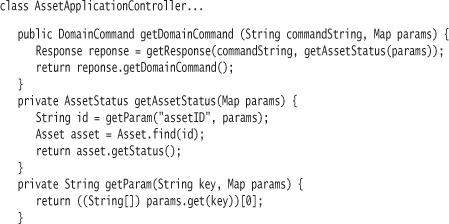 class AssetApplicationController...
public DomainCommand getDomainCommand (String commandString, Map params) {
Response reponse = getResponse(commandString, getAssetStatus(params));
return reponse.getDomainCommand();
}
private AssetStatus getAssetStatus(Map params) {
String id = getParam("assetID", params);
Asset asset = Asset.find(id);
return asset.getStatus();
}
private String getParam(String key, Map params) {
return ((String[]) params.get(key))[0];
}